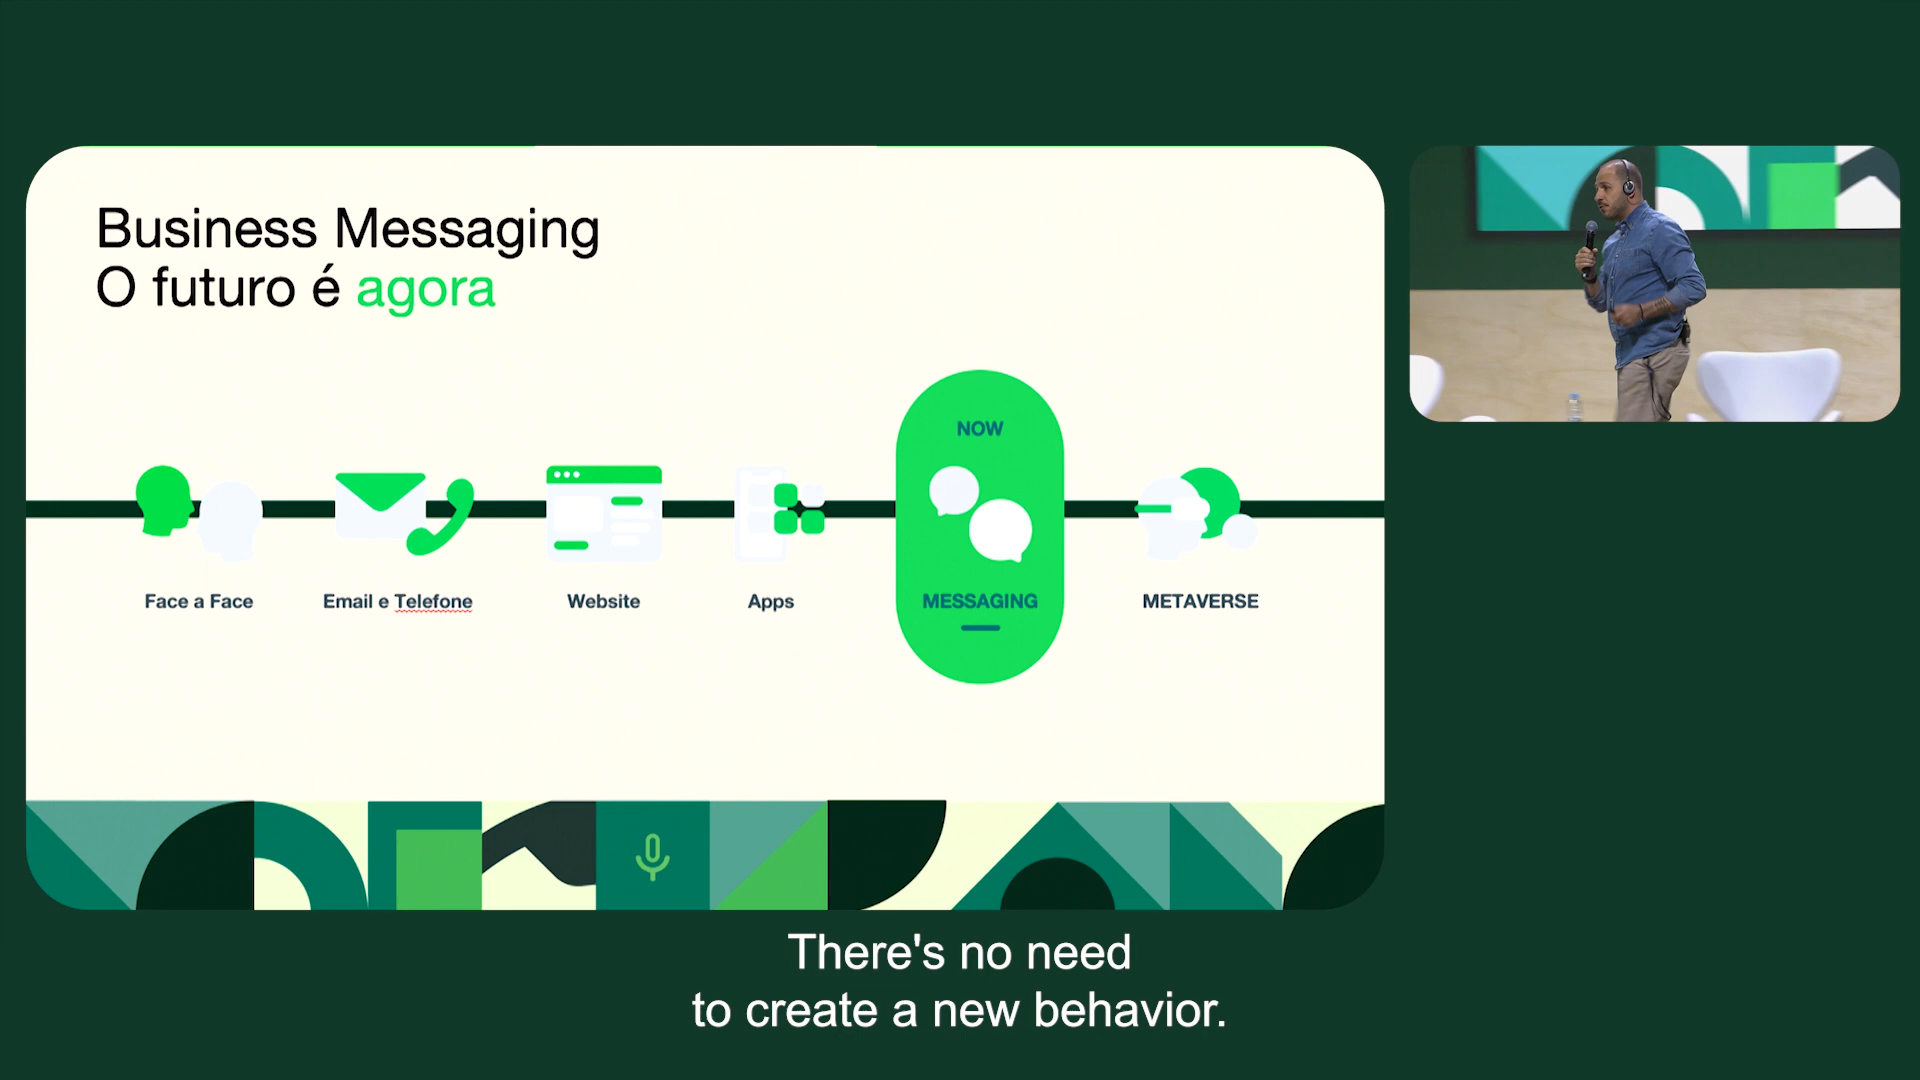 Business Messaging
O futuro é agora
NOW
Face a Face
Email e Telefone
Website
Apps
MESSAGING
METAVERSE
There's no need
to create a new behavior.